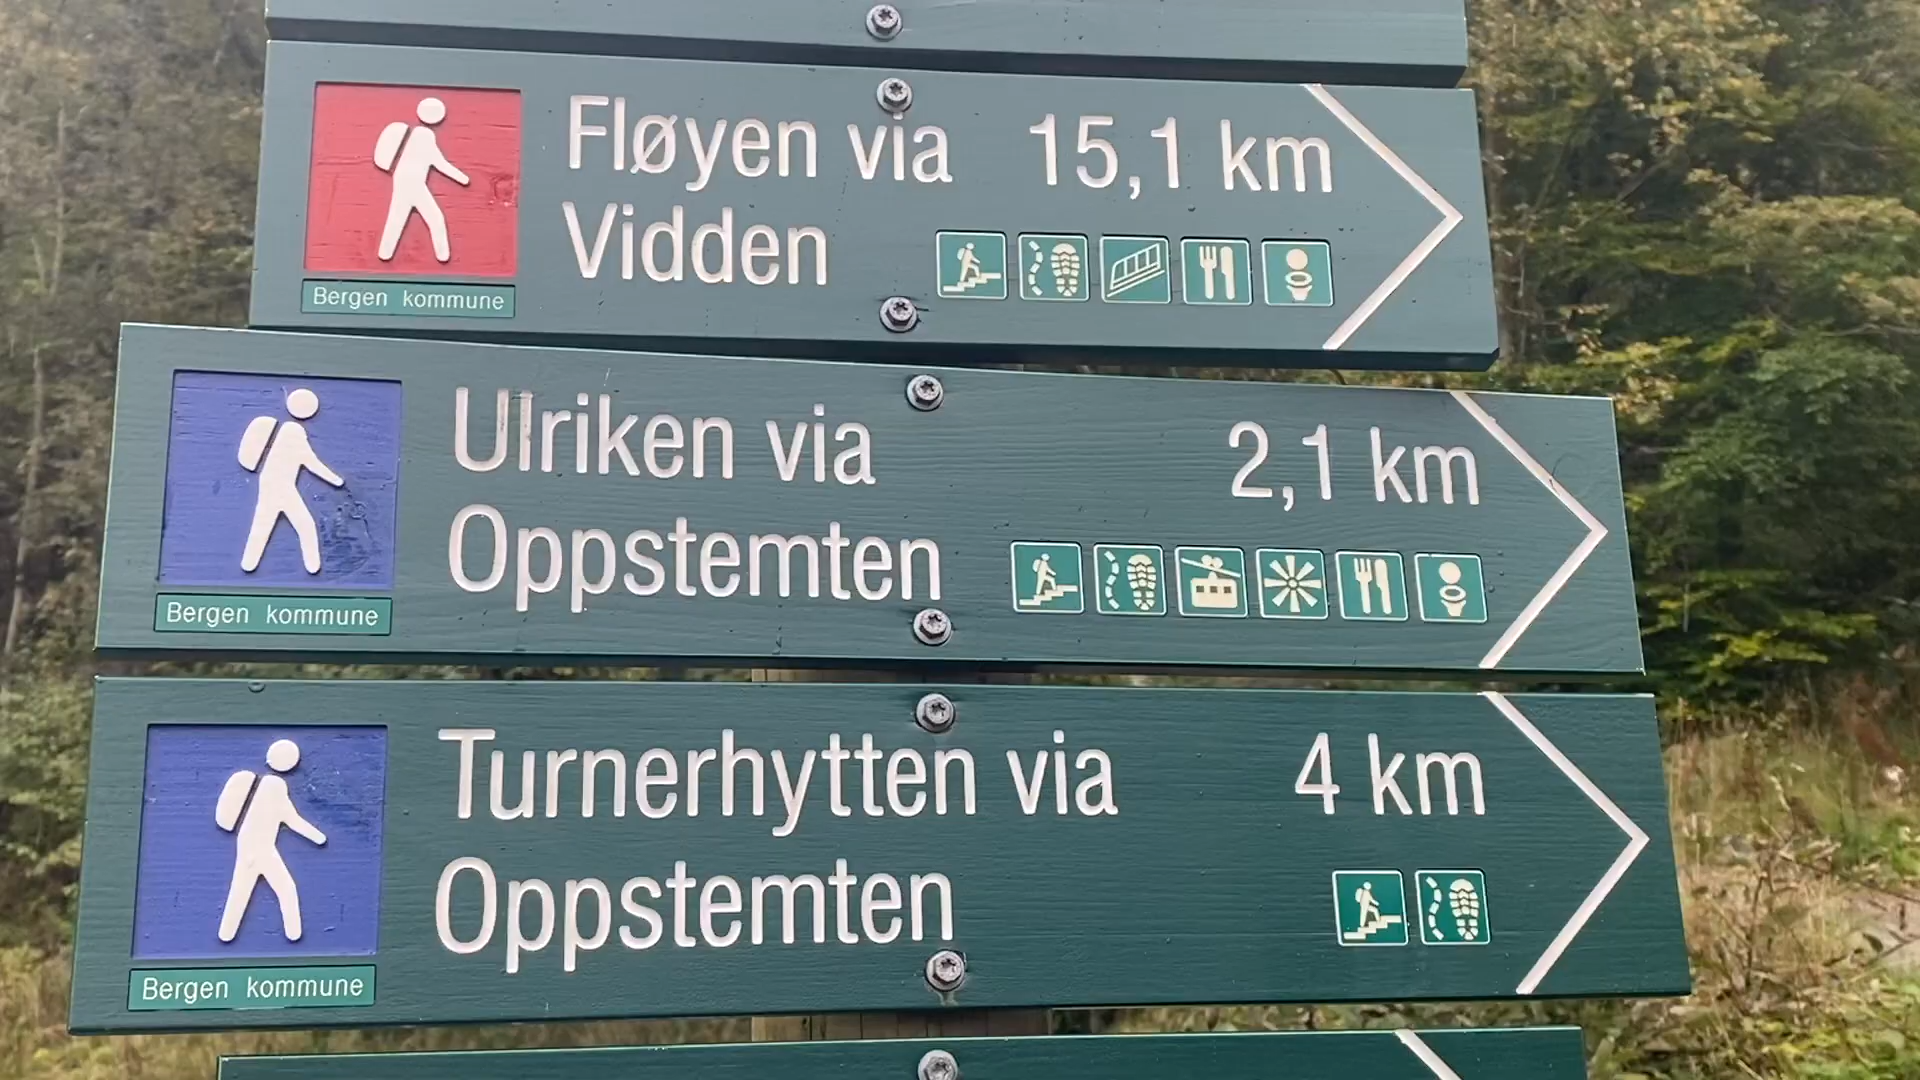 Fløyen via 15,1 km
Vidden
Bergen kommune
Ulriken via 2,1 km
Oppstemten
Bergen kommune
Turnerhytten via 4 km
Oppstemten
Bergen kommune